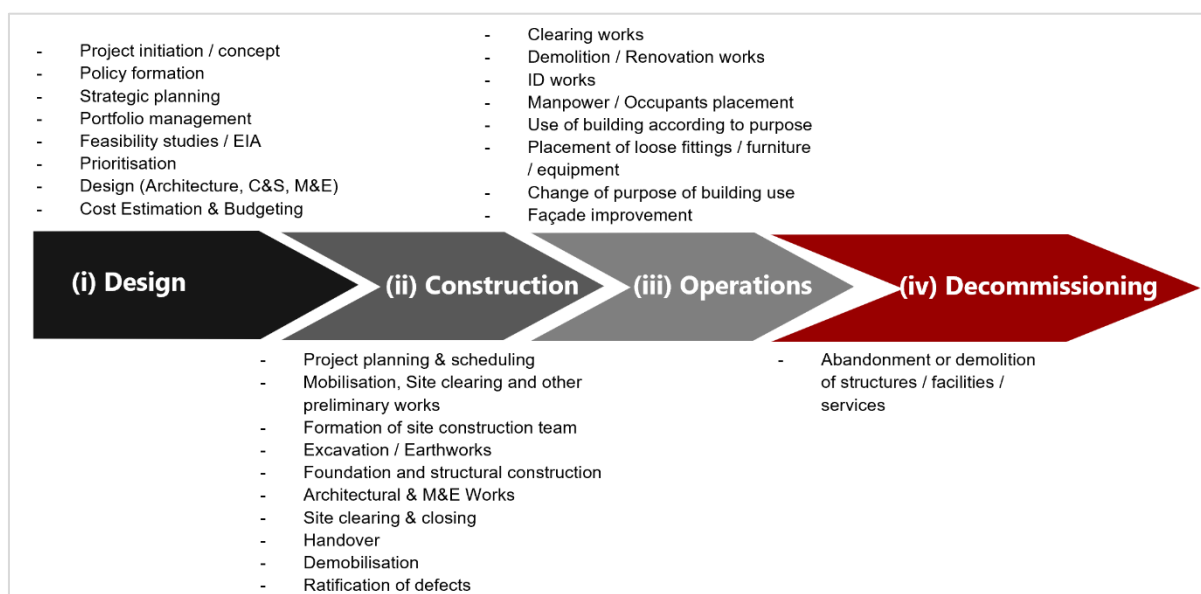 - Project initiation / concept
- Policy formation
- Strategic planning
- Portfolio management
- Feasibility studies / EIA
- Prioritisation
- Design (Architecture, C&S, M&E)
- Cost Estimation & Budgeting
- Clearing works
- Demolition / Renovation works
- ID works
- Manpower / Occupants placement
- Use of building according to purpose
- Placement of loose fittings / furniture
/ equipment
- Change of purpose of building use
- Façade improvement
(i) Design
(ii) Construction
(iii) Operations
(iv) Decommissioning
- Project planning & scheduling
- Mobilisation, Site clearing and other
preliminary works
- Formation of site construction team
- Excavation / Earthworks
- Foundation and structural construction
- Architectural & M&E Works
- Site clearing & closing
- Handover
- Demobilisation
- Ratification of defects
- Abandonment or demolition
of structures / facilities /
services